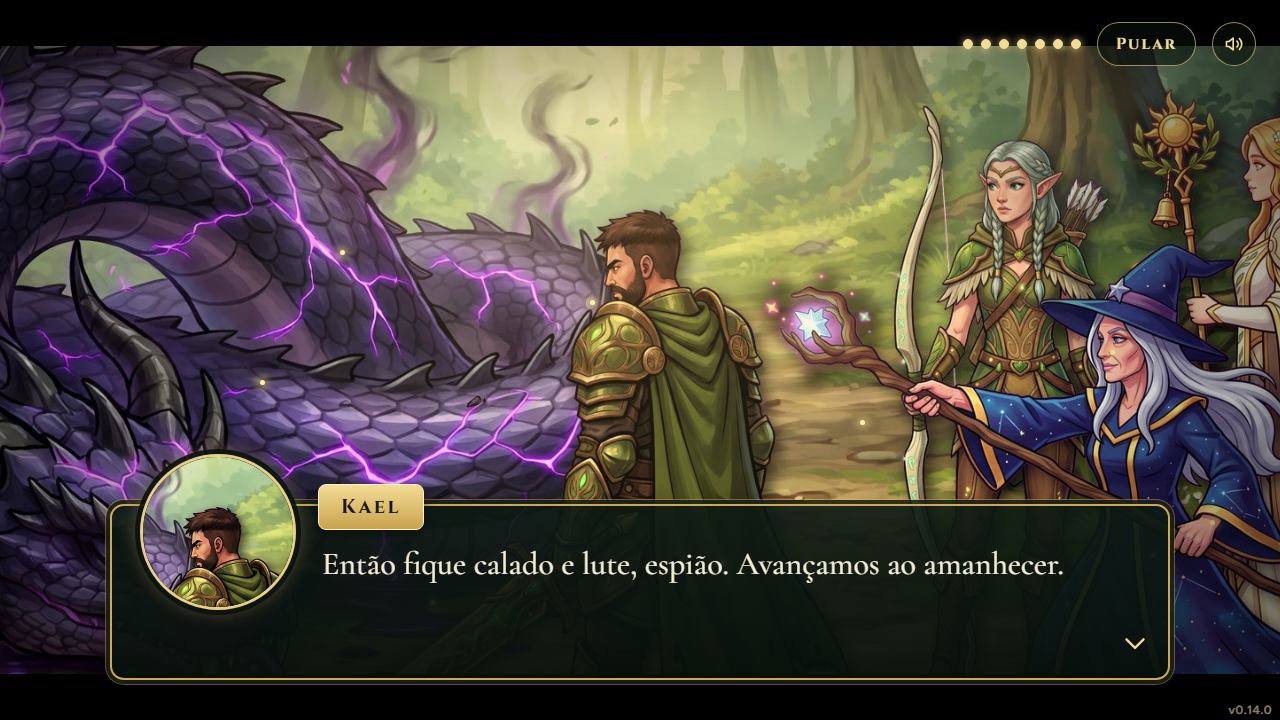 Pular
Kael
Então fique calado e lute, espião. Avançamos ao amanhecer.
v0.14.0